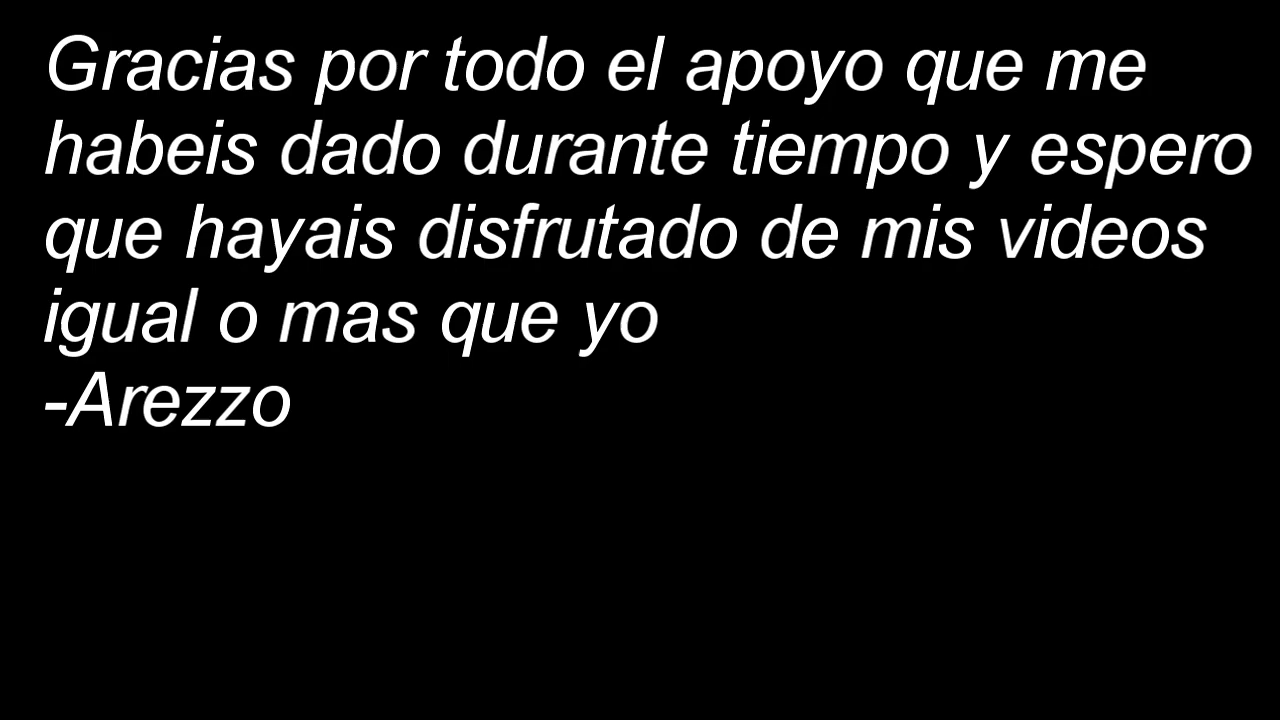 Gracias por todo el apoyo que me
habeis dado durante tiempo y espero
que hayais disfrutado de mis videos
igual o mas que yo
-Arezzo